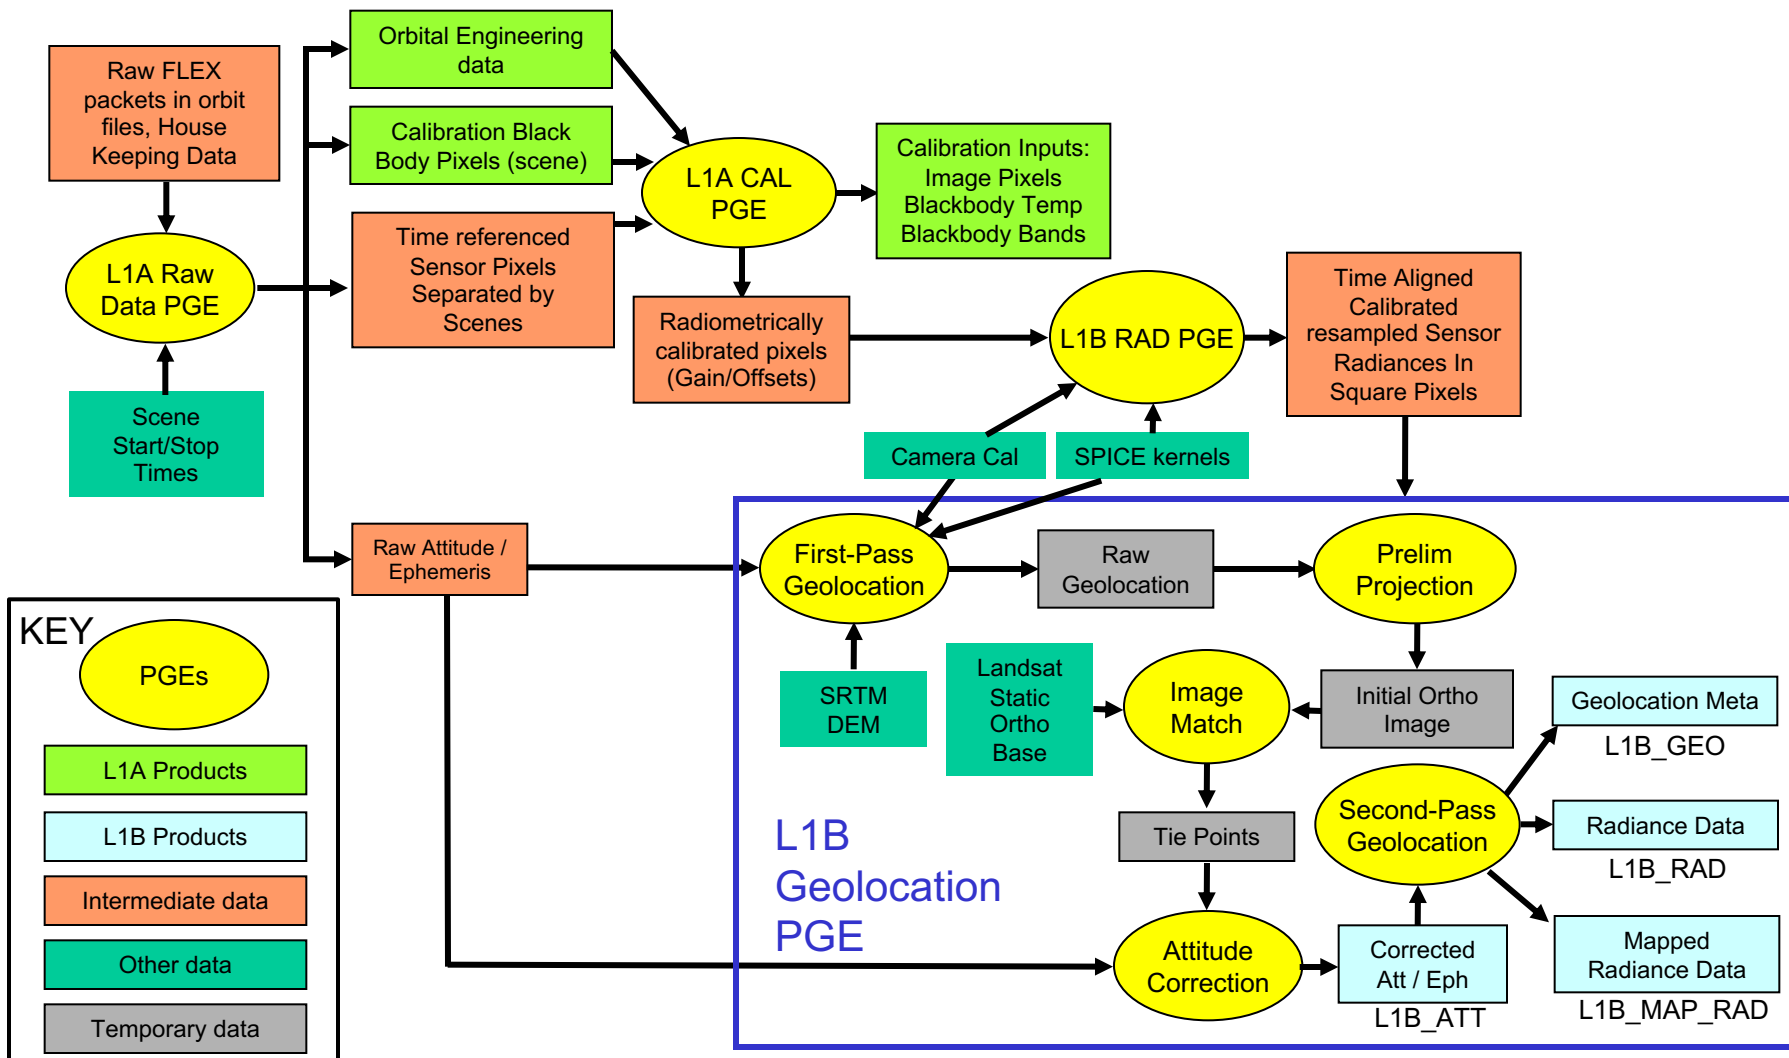 Raw FLEX
packets in orbit
files, House
Keeping Data
Orbital Engineering
data
Calibration Black
Body Pixels (scene)
L1A CAL
PGE
Calibration Inputs:
Image Pixels
Blackbody Temp
Blackbody Bands
L1A Raw
Data PGE
Time referenced
Sensor Pixels
Separated by
Scenes
Radiometrically
calibrated pixels
(Gain/Offsets)
L1B RAD PGE
Time Aligned
Calibrated
resampled Sensor
Radiances In
Square Pixels
Scene
Start/Stop
Times
Camera Cal
SPICE kernels
Raw Attitude /
Ephemeris
First-Pass
Geolocation
Raw
Geolocation
Prelim
Projection
SRTM
DEM
Landsat
Static
Ortho
Base
Image
Match
Initial Ortho
Image
Geolocation Meta
L1B_GEO
Tie Points
Second-Pass
Geolocation
Radiance Data
L1B_RAD
L1B
Geolocation
PGE
Attitude
Correction
Corrected
Att / Eph
L1B_ATT
Mapped
Radiance Data
L1B_MAP_RAD
KEY
PGEs
L1A Products
L1B Products
Intermediate data
Other data
Temporary data